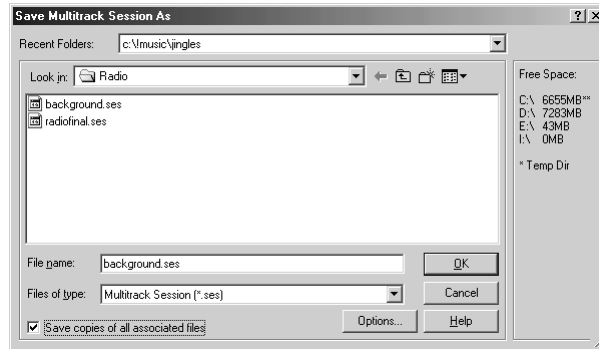 Save Multitrack Session As
Recent Folders: c:\!music\jingles
Look in: Radio
background.ses
radiofinal.ses
File name: background.ses
OK
Files of type: Multitrack Session (*.ses)
Cancel
Save copies of all associated files
Options...
Help
Free Space:
C:\ 6655MB**
D:\ 7283MB
E:\ 43MB
I:\ 0MB
* Temp Dir